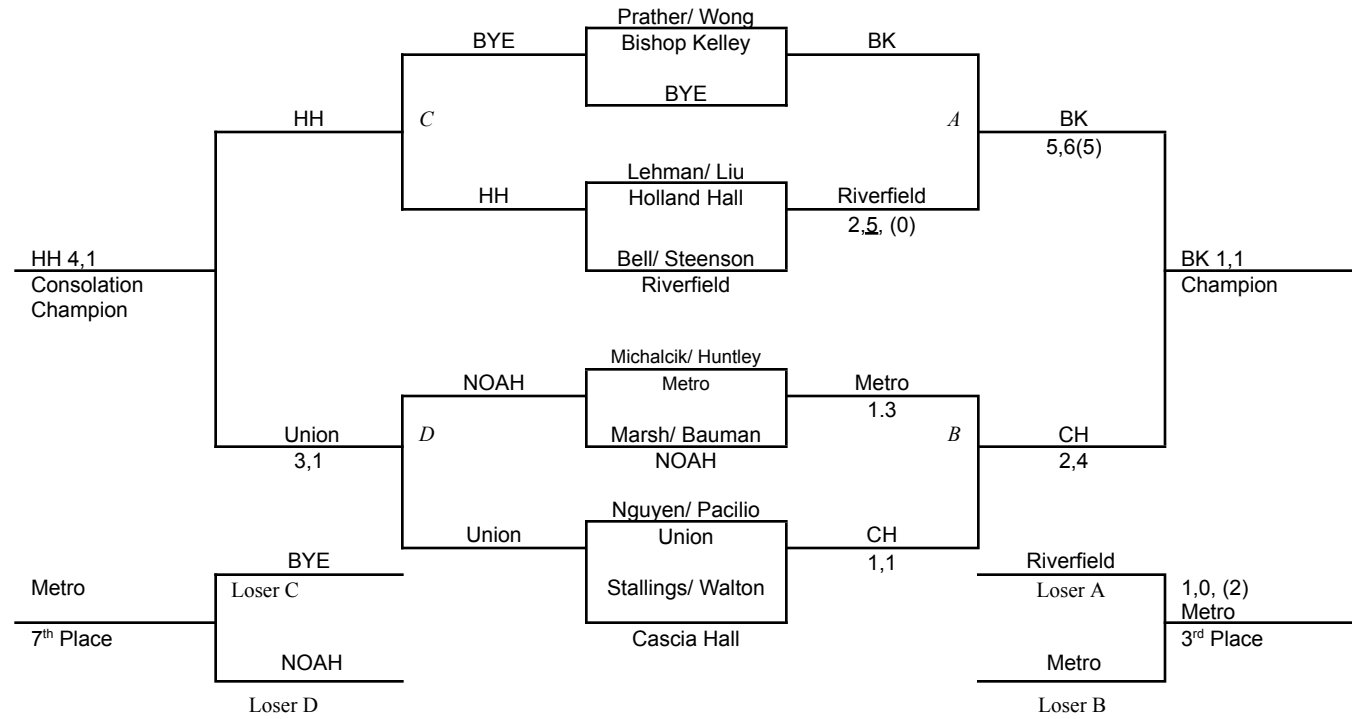 Prather/ Wong
BYE
Bishop Kelley
BK
BYE
HH
C
A
BK
5,6(5)
Lehman/ Liu
HH
Holland Hall
Riverfield
2,5, (0)
Bell/ Steenson
Riverfield
HH 4,1
Consolation
Champion
BK 1,1
Champion
Michalcik/ Huntley
NOAH
Metro
Metro
1.3
Union
D
Marsh/ Bauman
B
CH
3,1
NOAH
2,4
Nguyen/ Pacilio
Union
Union
CH
1,1
BYE
Riverfield
Metro
Loser C
Stallings/ Walton
Loser A
1,0, (2)
Metro
7th Place
Cascia Hall
3rd Place
NOAH
Metro
Loser D
Loser B